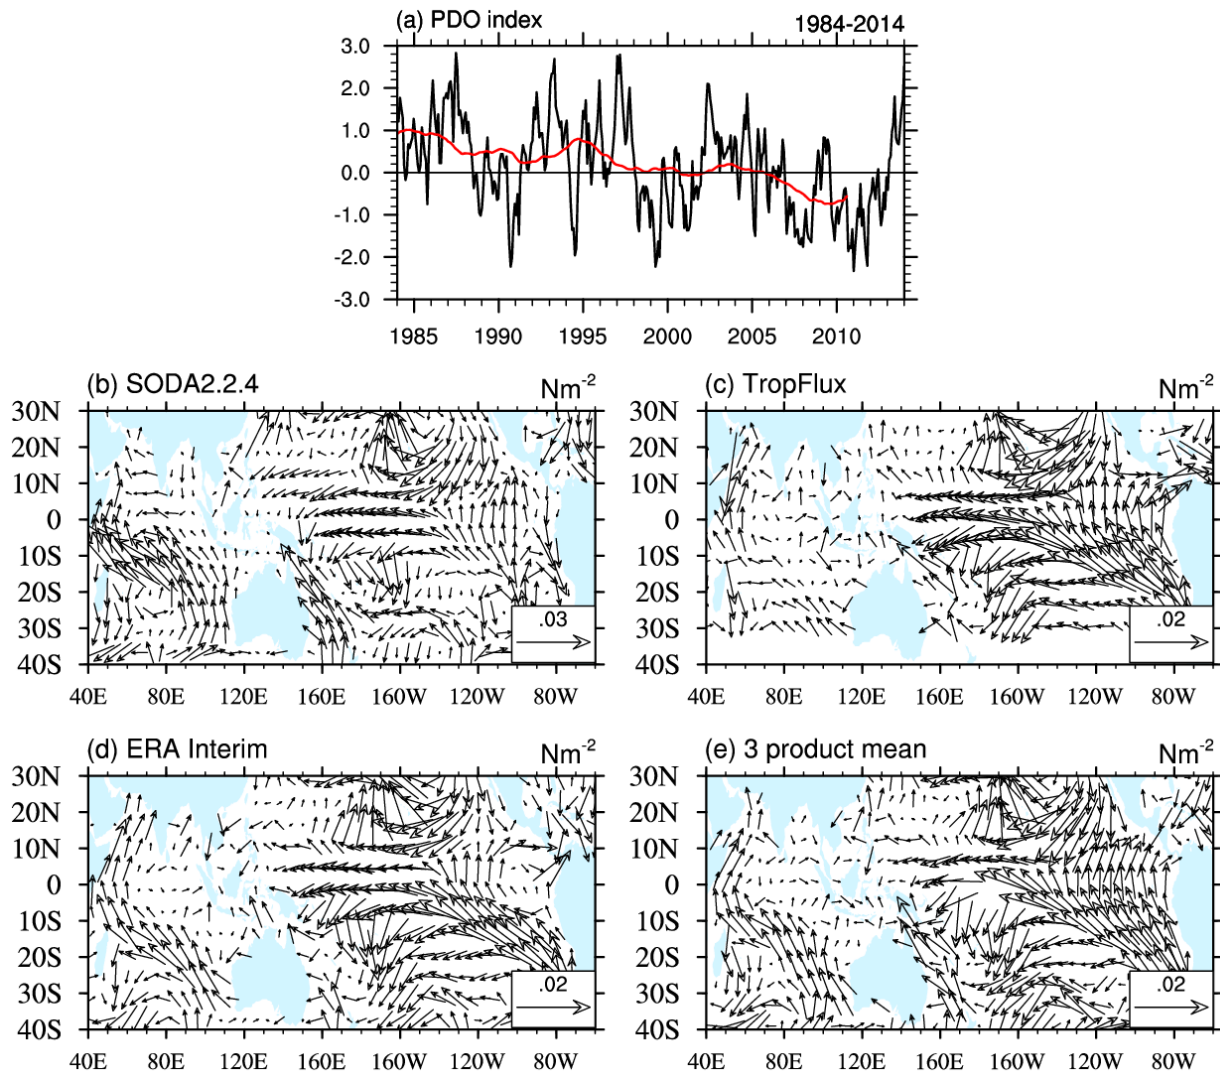 (a) PDO index 1984-2014
3.0
2.0
1.0
0.0
-1.0
-2.0
-3.0
1985 1990 1995 2000 2005 2010
(b) SODA2.2.4 Nm-2
30N
20N
10N
0
10S
20S
30S
40S
.03
40E 80E 120E 160E 160W 120W 80W
(c) TropFlux Nm-2
30N
20N
10N
0
10S
20S
30S
40S
.02
40E 80E 120E 160E 160W 120W 80W
(d) ERA Interim Nm-2
30N
20N
10N
0
10S
20S
30S
40S
.02
40E 80E 120E 160E 160W 120W 80W
(e) 3 product mean Nm-2
30N
20N
10N
0
10S
20S
30S
40S
.02
40E 80E 120E 160E 160W 120W 80W